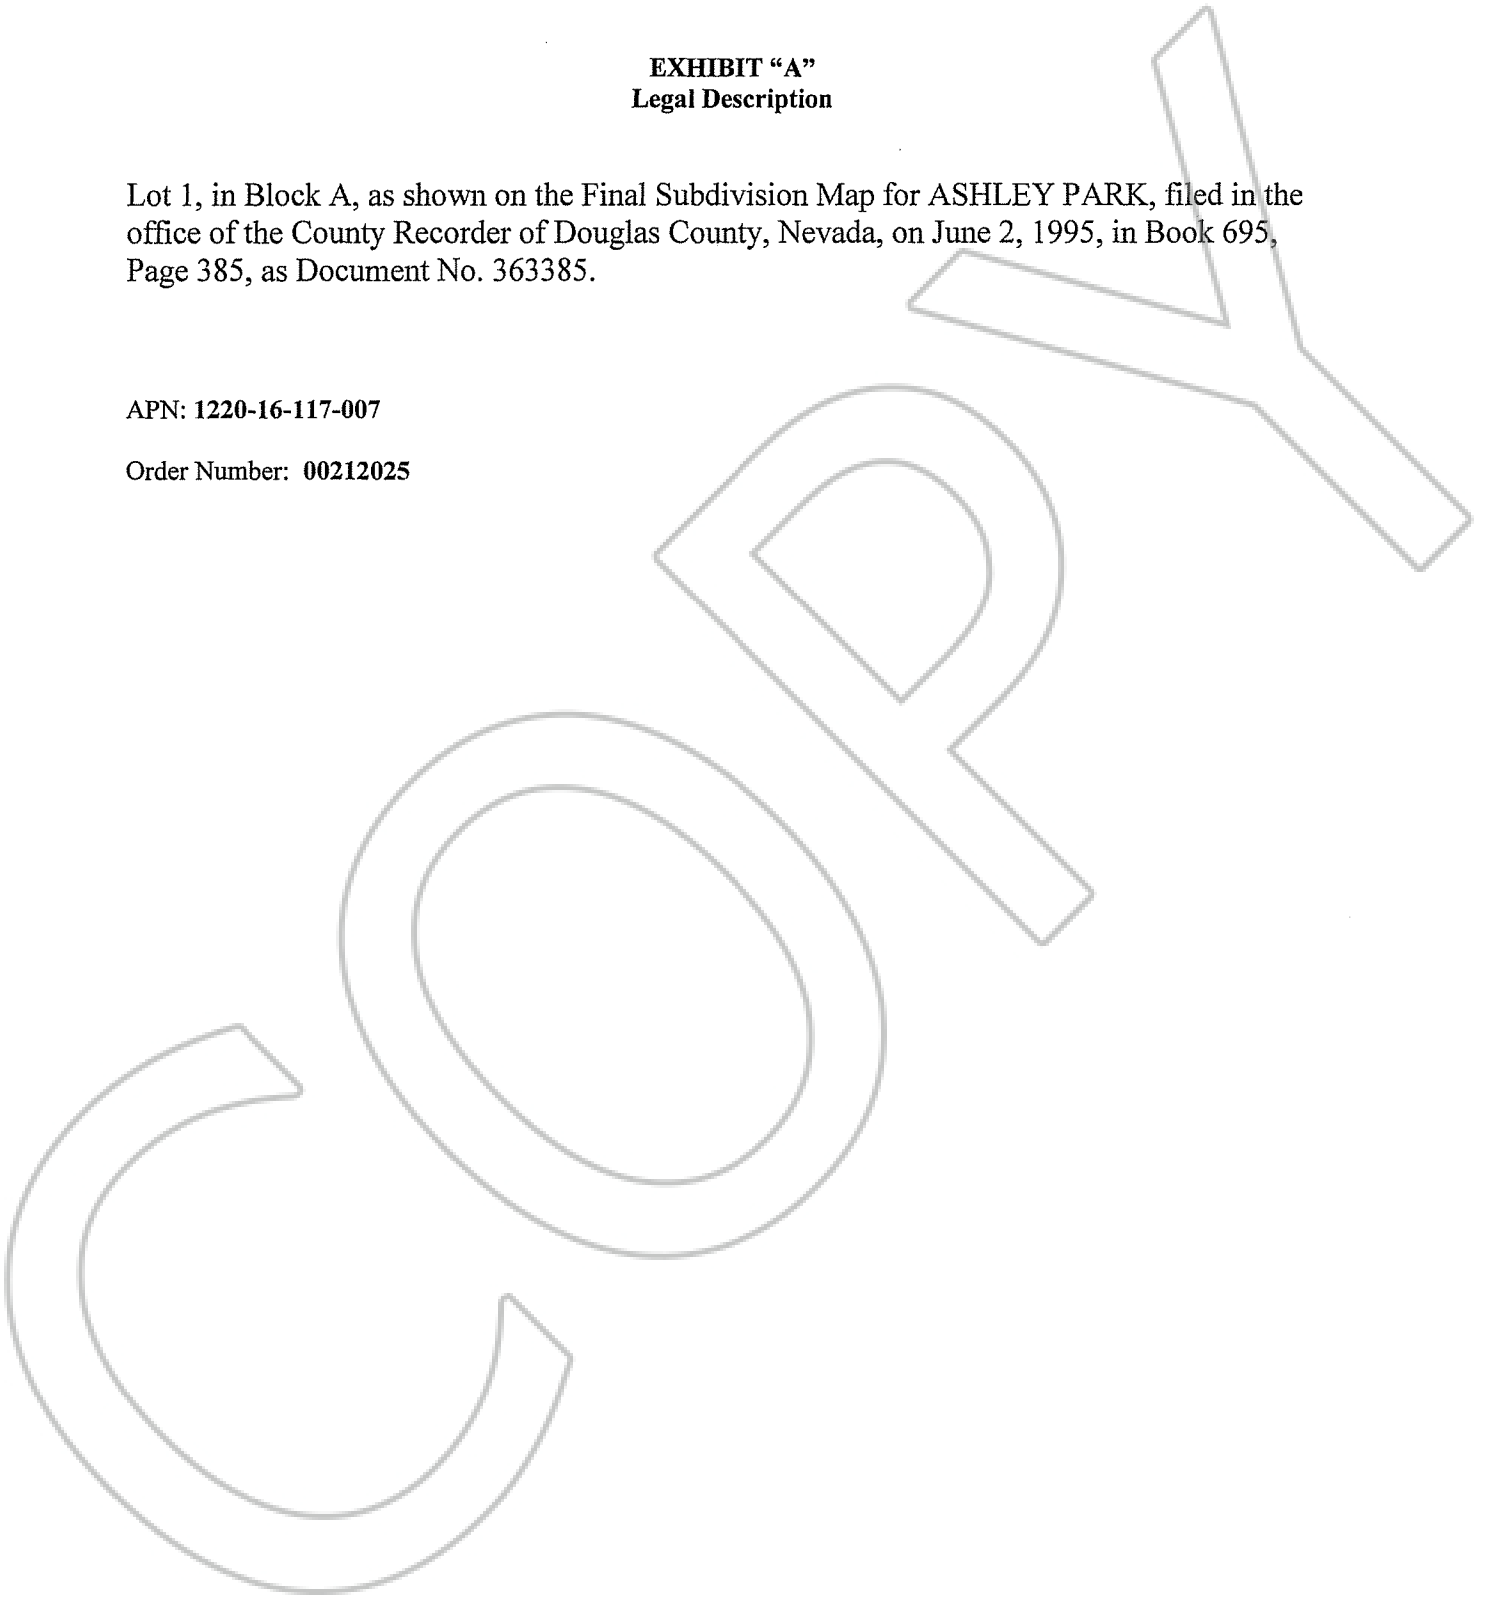 EXHIBIT “A”
Legal Description
Lot 1, in Block A, as shown on the Final Subdivision Map for ASHLEY PARK, filed in the
office of the County Recorder of Douglas County, Nevada, on June 2, 1995, in Book 695,
Page 385, as Document No. 363385.
APN: 1220-16-117-007
Order Number: 00212025
COPY